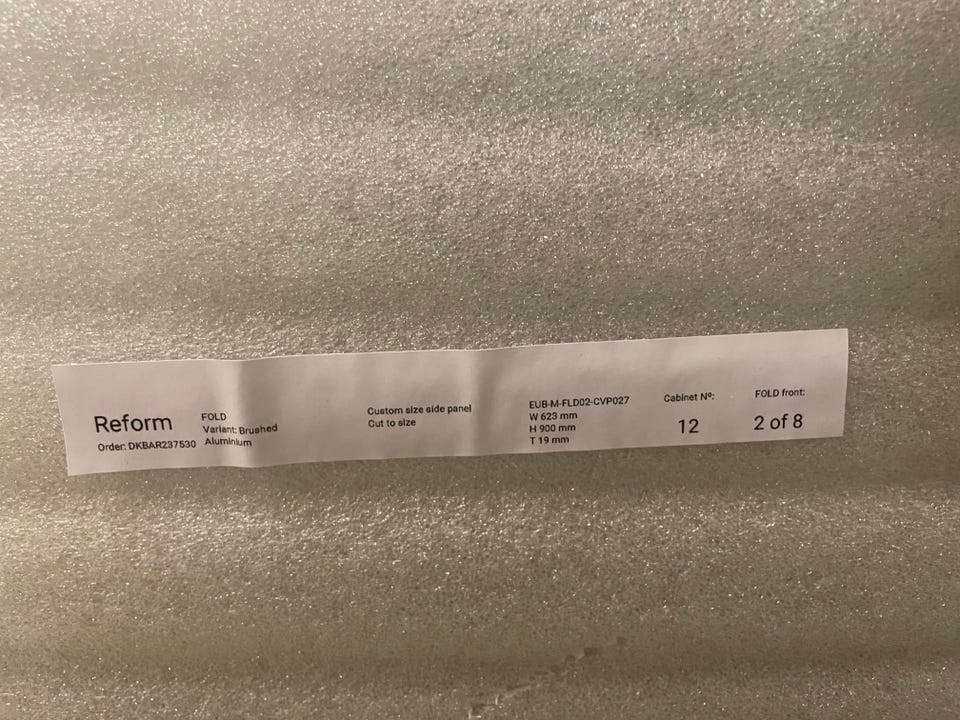 Reform
Order: DKBAR237530
FOLD
Variant: Brushed
Aluminium
Custom size side panel
Cut to size
EUB-M-FLD02-CVP027
W 623 mm
H 900 mm
T 19 mm
Cabinet Nº:
12
FOLD front:
2 of 8